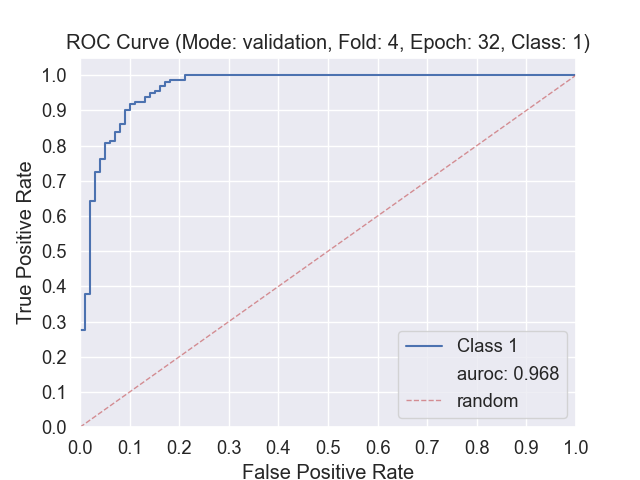 ROC Curve (Mode: validation, Fold: 4, Epoch: 32, Class: 1)
True Positive Rate
1.0
0.9
0.8
0.7
0.6
0.5
0.4
0.3
0.2
0.1
0.0
Class 1
auroc: 0.968
random
0.0 0.1 0.2 0.3 0.4 0.5 0.6 0.7 0.8 0.9 1.0
False Positive Rate